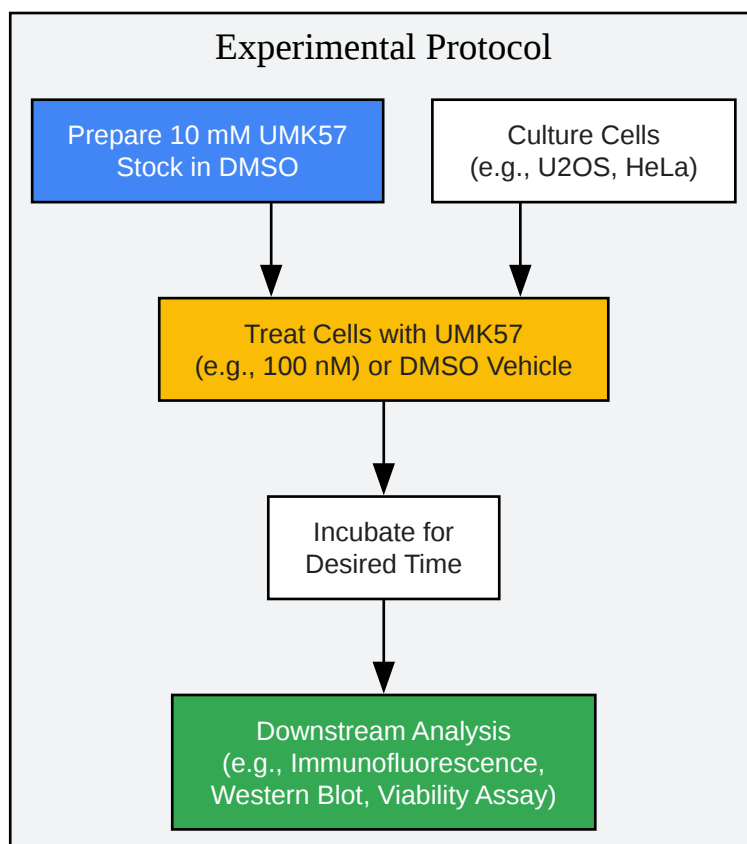 Experimental Protocol
Prepare 10 mM UMK57
Stock in DMSO
Culture Cells
(e.g., U2OS, HeLa)
Treat Cells with UMK57
(e.g., 100 nM) or DMSO Vehicle
Incubate for
Desired Time
Downstream Analysis
(e.g., Immunofluorescence,
Western Blot, Viability Assay)